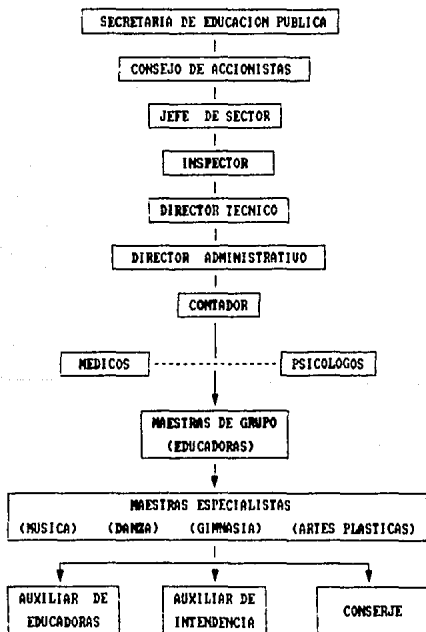 SECRETARIA DE EDUCACION PUBLICA
CONSEJO DE ACCIONISTAS
JEFE DE SECTOR
INSPECTOR
DIRECTOR TECNICO
DIRECTOR ADMINISTRATIVO
CONTADOR
MEDICOS PSICOLOGOS
MAESTRAS DE GRUPO
(EDUCADORAS)
MAESTRAS ESPECIALISTAS
(MUSICA) (DANZA) (GIMNASIA) (ARTES PLASTICAS)
AUXILIAR DE EDUCADORAS
AUXILIAR DE INTENDENCIA
CONSERJE